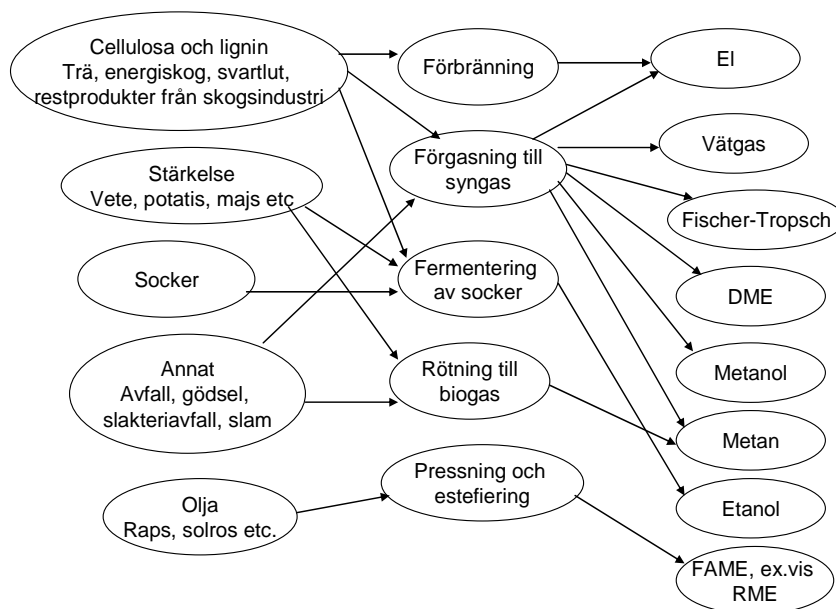 Cellulosa och lignin
Trä, energiskog, svartlut,
restprodukter från skogsindustri
Stärkelse
Vete, potatis, majs etc
Socker
Annat
Avfall, gödsel,
slakteriavfall, slam
Olja
Raps, solros etc.
Förbränning
Förgasning till
syngas
Fermentering
av socker
Rötning till
biogas
Pressning och
estefiering
El
Vätgas
Fischer-Tropsch
DME
Metanol
Metan
Etanol
FAME, ex.vis
RME